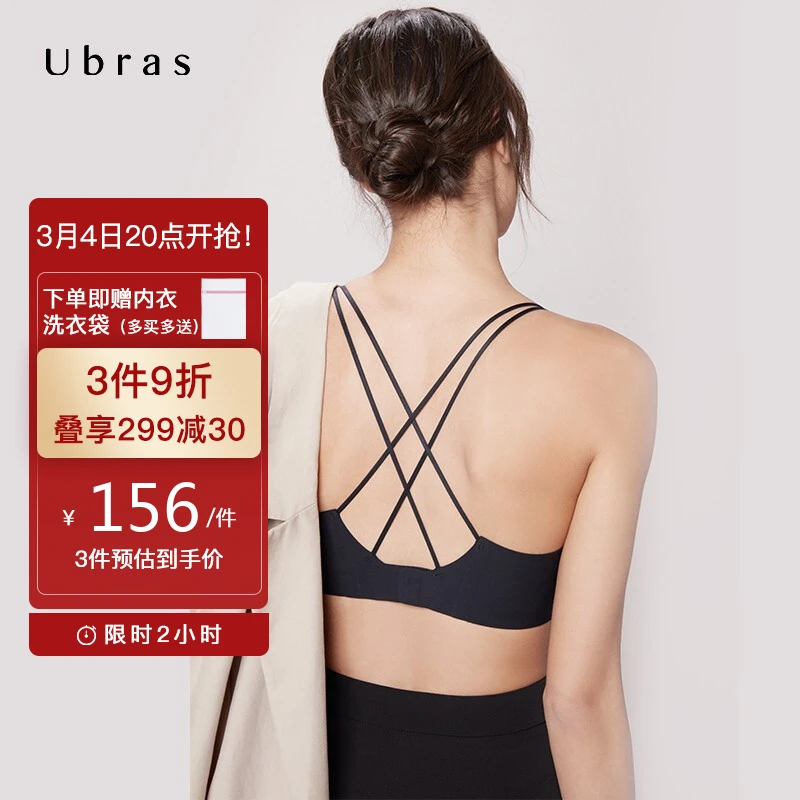 Ubras
3月4日20点开抢！
下单即赠内衣
洗衣袋（多买多送）
3件9折
叠享299减30
￥156/件
3件预估到手价
限时2小时